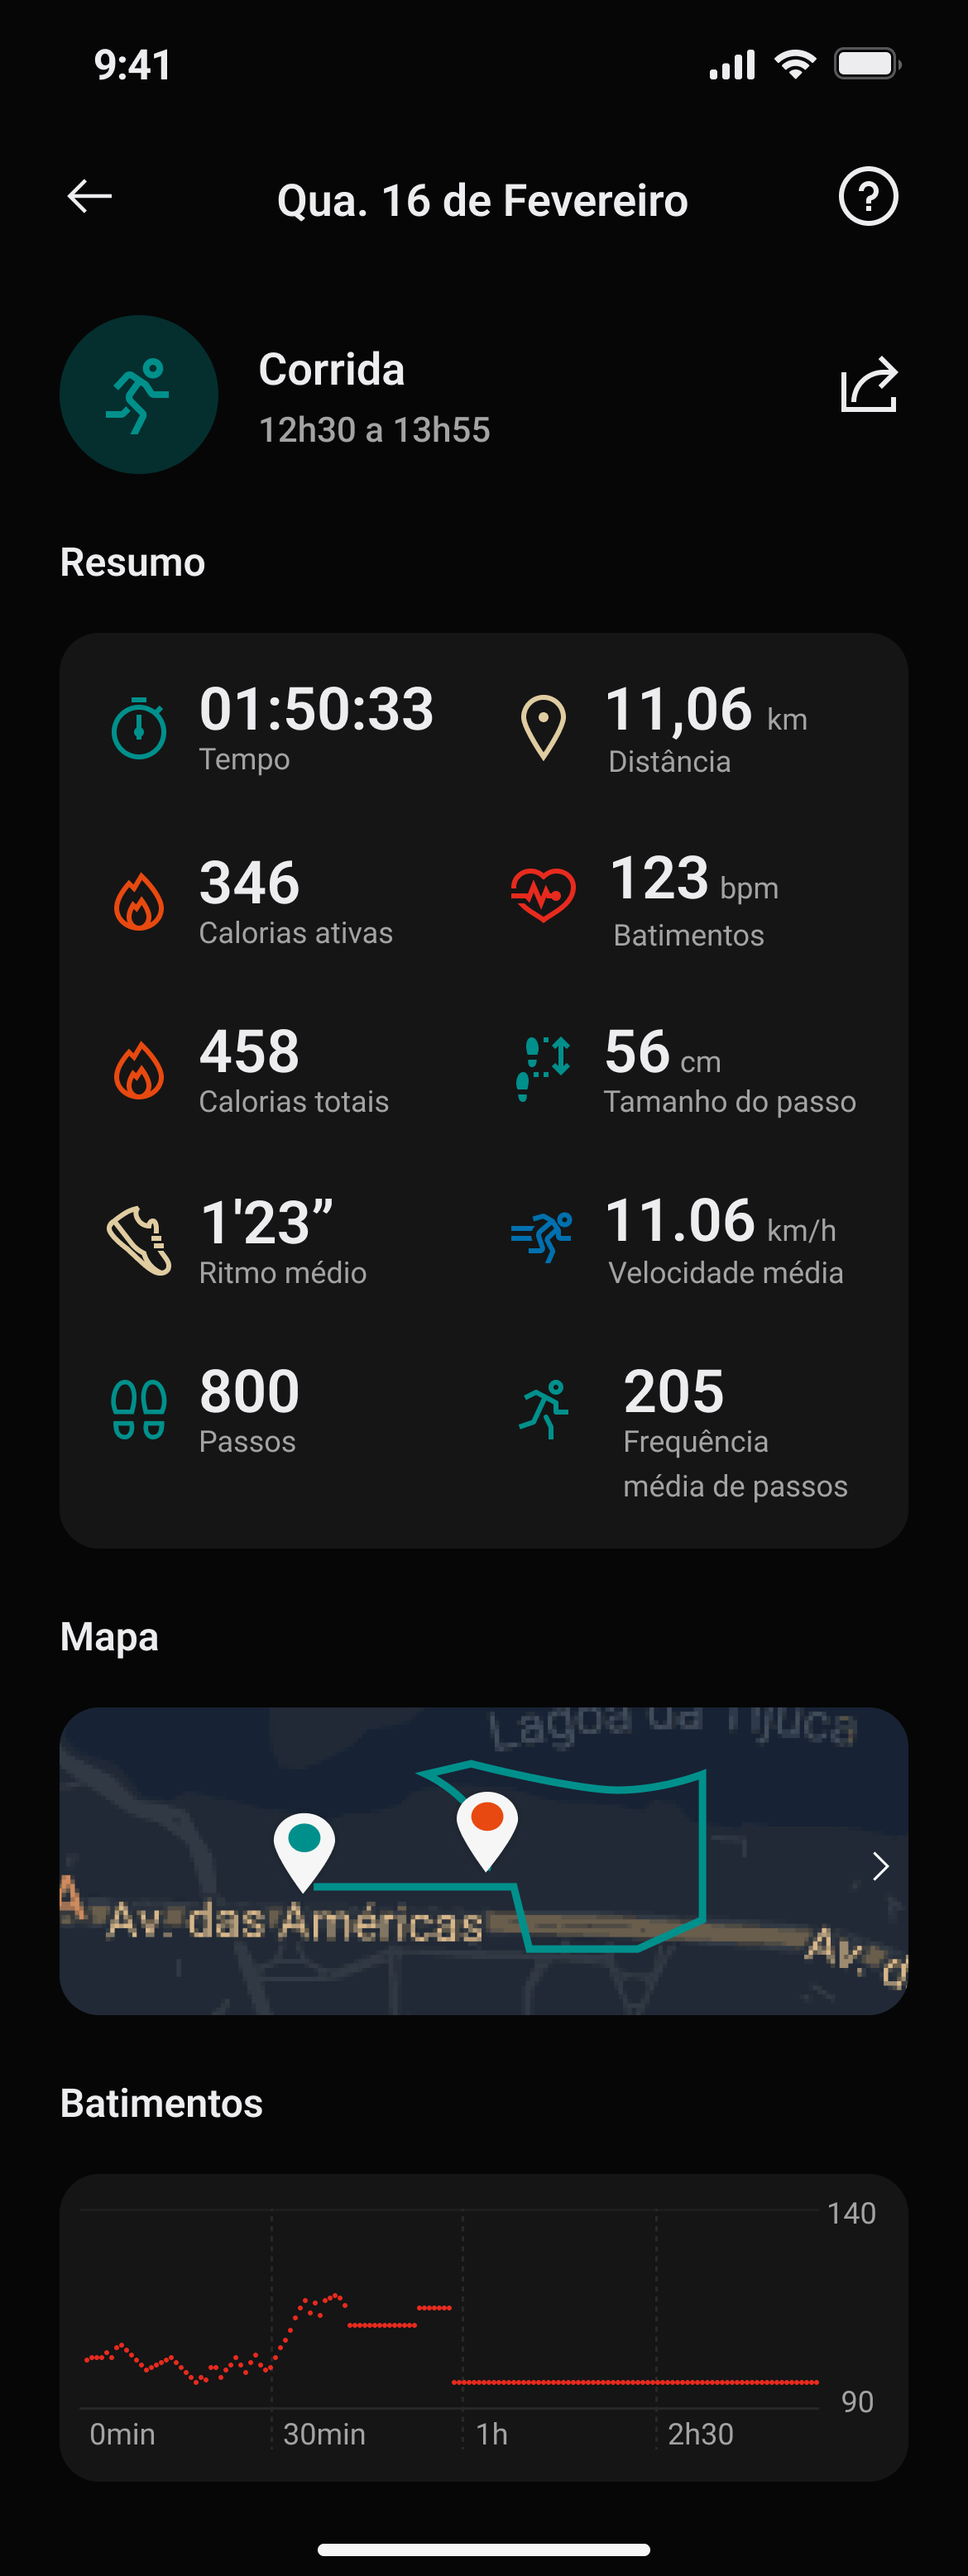 9:41
Qua. 16 de Fevereiro
Corrida
12h30 a 13h55
Resumo
01:50:33
Tempo
11,06 km
Distância
346
Calorias ativas
123 bpm
Batimentos
458
Calorias totais
56 cm
Tamanho do passo
1'23”
Ritmo médio
11.06 km/h
Velocidade média
800
Passos
205
Frequência
média de passos
Mapa
Lagoa da Tijuca
A
Av. das Américas
Av. d
Batimentos
140
90
0min 30min 1h 2h30